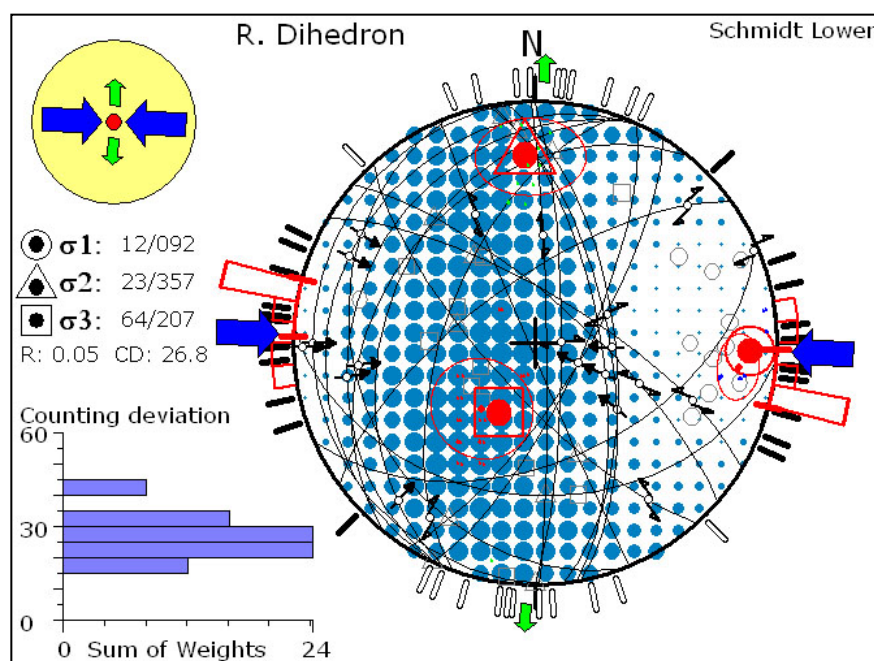 R. Dihedron
N
Schmidt Lower
σ1: 12/092
σ2: 23/357
σ3: 64/207
R: 0.05 CD: 26.8
Counting deviation
60
30
0
0 Sum of Weights 24